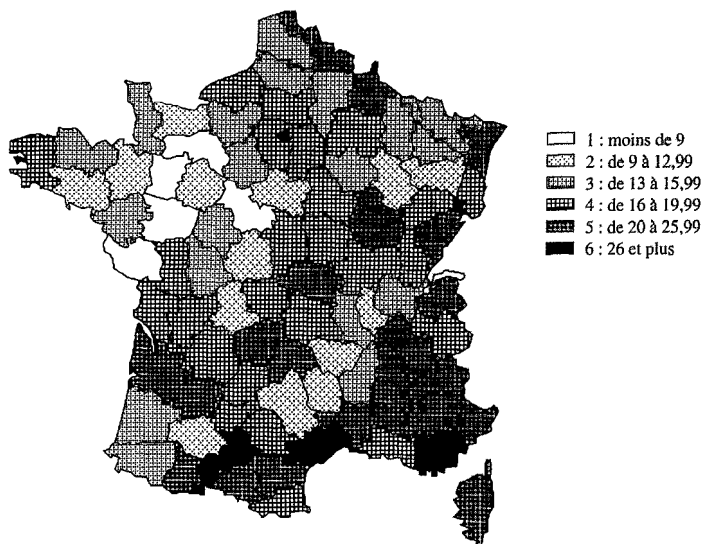 1 : moins de 9
2 : de 9 à 12,99
3 : de 13 à 15,99
4 : de 16 à 19,99
5 : de 20 à 25,99
6 : 26 et plus